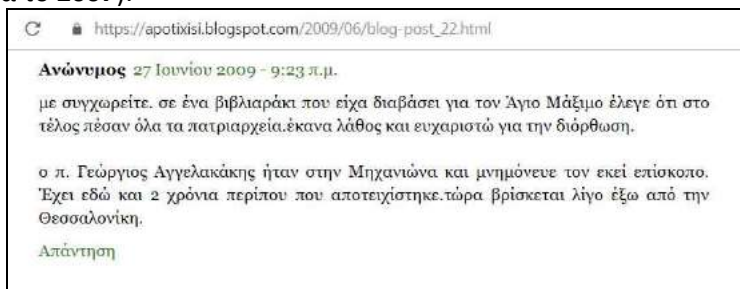 https://apotixisi.blogspot.com/2009/06/blog-post_22.html
Ανώνυμος 27 Ιουνίου 2009 - 9:23 π.μ.
με συγχωρείτε. σε ένα βιβλιαράκι που είχα διαβάσει για τον Άγιο Μάξιμο έλεγε ότι στο
τέλος πέσαν όλα τα πατριαρχεία.έκανα λάθος και ευχαριστώ για την διόρθωση.
ο π. Γεώργιος Αγγελακάκης ήταν στην Μηχανιώνα και μνημόνευε τον εκεί επίσκοπο.
Έχει εδώ και 2 χρόνια περίπου που αποτειχίστηκε.τώρα βρίσκεται λίγο έξω από την
Θεσσαλονίκη.
Απάντηση